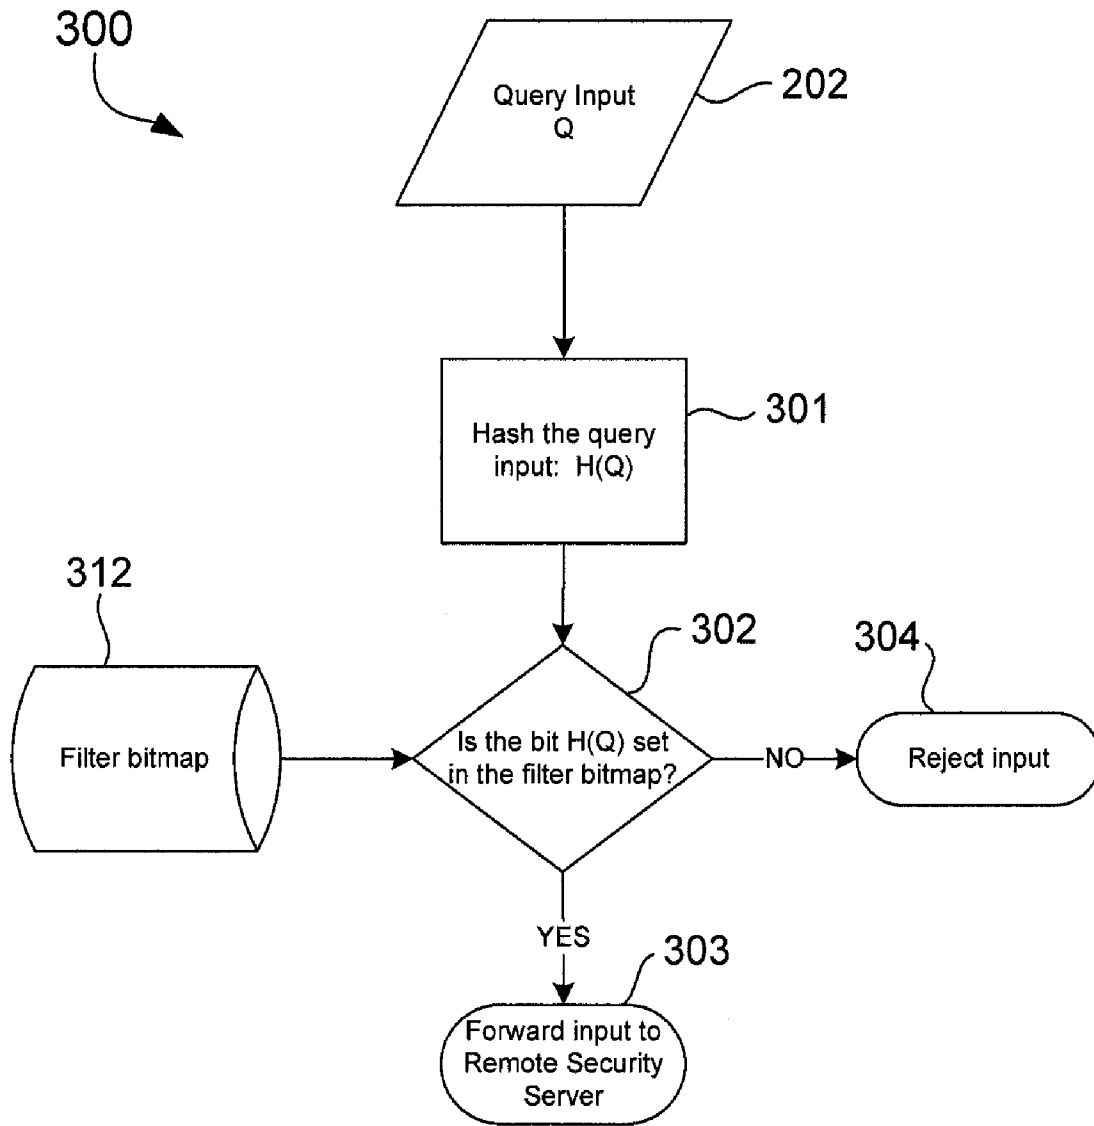 300
Query Input
Q
202
Hash the query
input: H(Q)
301
312
302
304
Filter bitmap
Is the bit H(Q) set
in the filter bitmap?
NO
Reject input
YES
303
Forward input to
Remote Security
Server